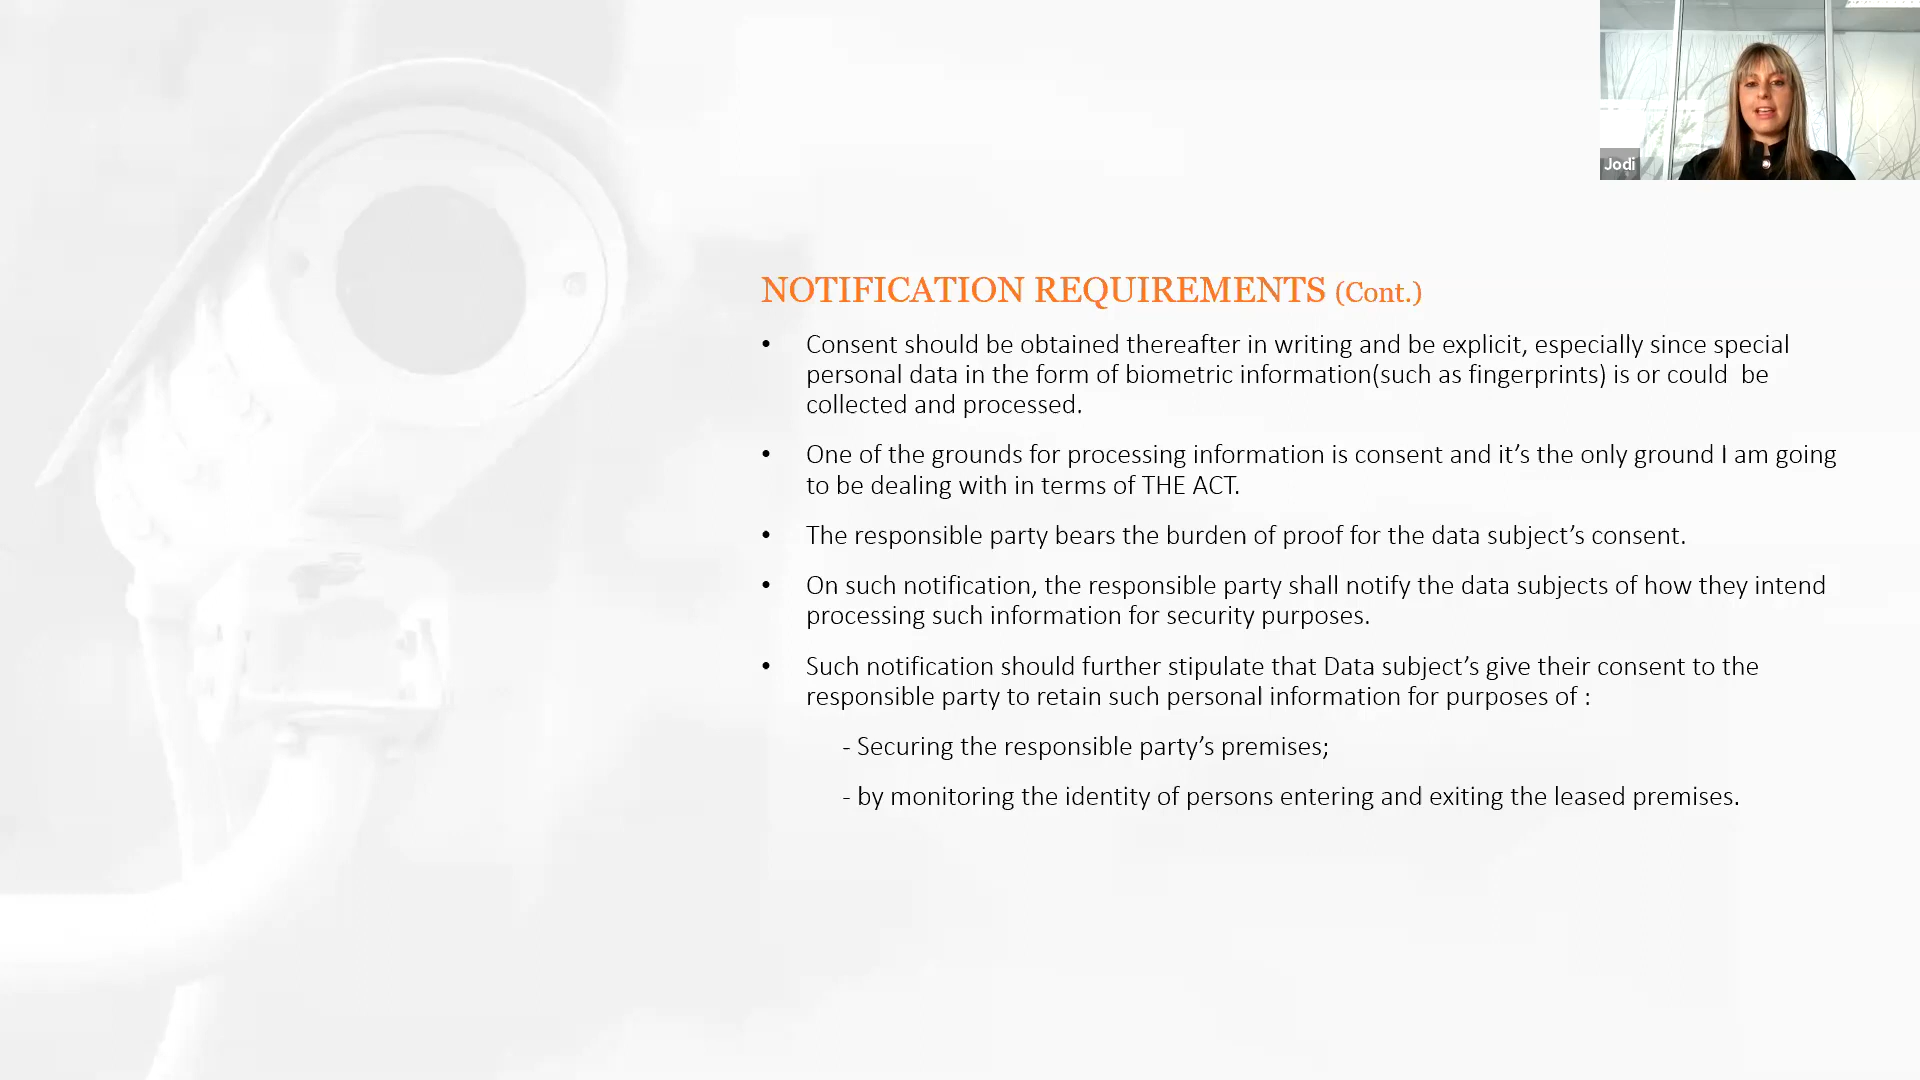 Jodi
NOTIFICATION REQUIREMENTS (Cont.)
• Consent should be obtained thereafter in writing and be explicit, especially since special
personal data in the form of biometric information(such as fingerprints) is or could  be
collected and processed.
• One of the grounds for processing information is consent and it’s the only ground I am going
to be dealing with in terms of THE ACT.
• The responsible party bears the burden of proof for the data subject’s consent.
• On such notification, the responsible party shall notify the data subjects of how they intend
processing such information for security purposes.
• Such notification should further stipulate that Data subject’s give their consent to the
responsible party to retain such personal information for purposes of :
- Securing the responsible party’s premises;
- by monitoring the identity of persons entering and exiting the leased premises.